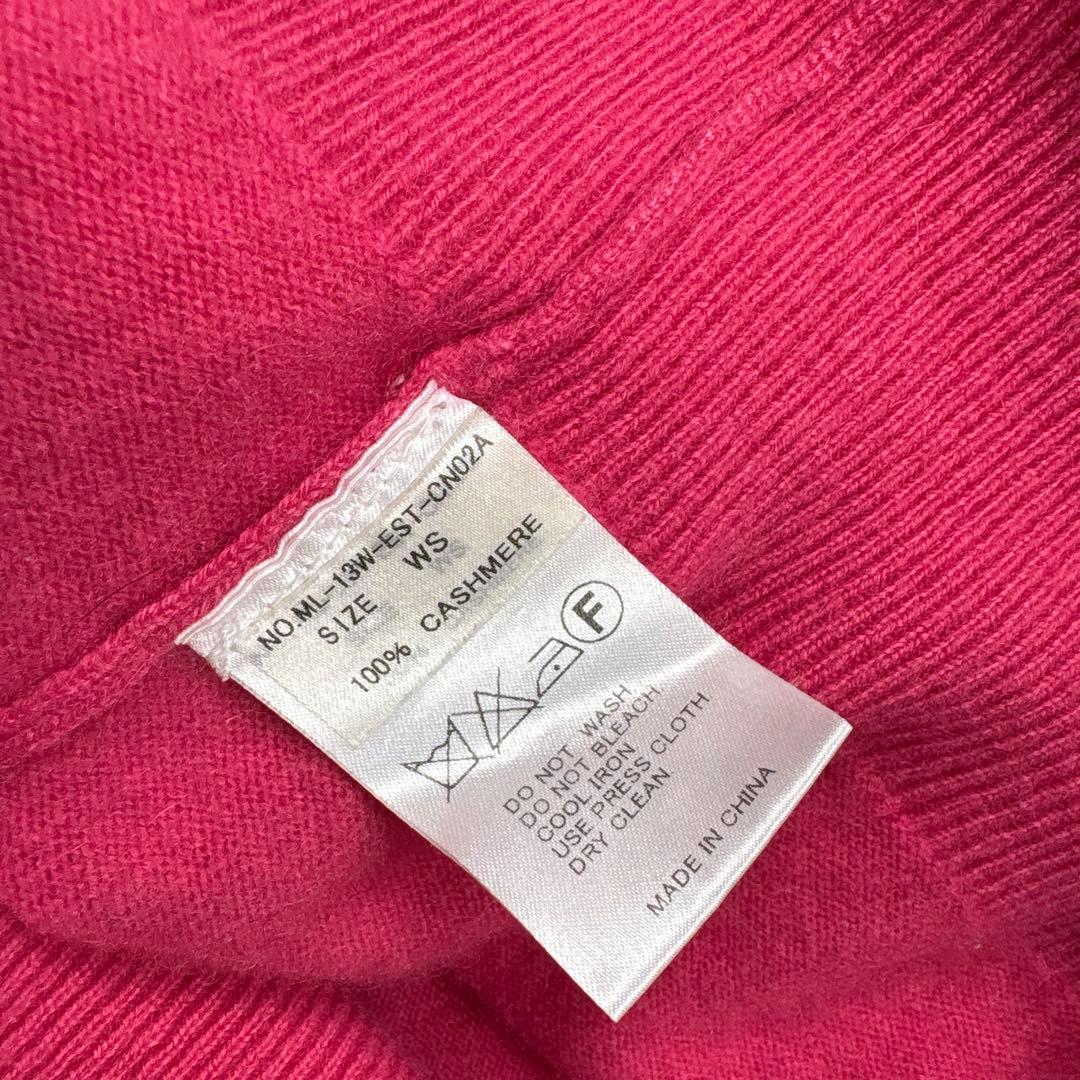 NO.ML-13W-EST-CN02A
SIZE WS
100% CASHMERE
F
DO NOT WASH
DO NOT BLEACH
COOL IRON
USE PRESS CLOTH
DRY CLEAN
MADE IN CHINA